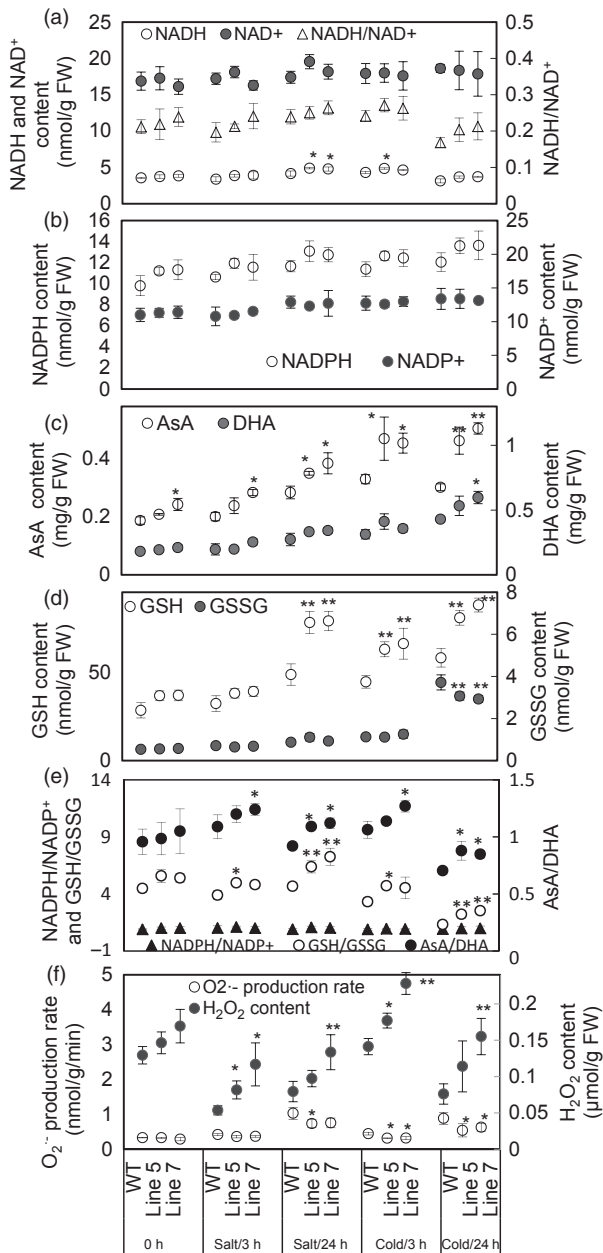 (a)
NADH NAD+ NADH/NAD+
NADH and NAD⁺
content
(nmol/g FW)
25
20
15
10
5
0
0.5
0.4
0.3
0.2
0.1
0
NADH/NAD⁺
* * *
(b)
NADPH content
(nmol/g FW)
16
14
12
10
8
6
4
2
0
25
20
15
10
5
0
NADP⁺ content
(nmol/g FW)
NADPH NADP+
(c)
AsA DHA
AsA content
(mg/g FW)
0.4
0.2
0
1
0.5
0
DHA content
(mg/g FW)
* * * * * * ** ** *
(d)
GSH GSSG
GSH content
(nmol/g FW)
50
0
8
6
4
2
0
GSSG content
(nmol/g FW)
** ** ** ** ** ** ** **
(e)
NADPH/NADP⁺
and GSH/GSSG
14
9
4
−1
1.5
1
0.5
0
AsA/DHA
* * * * * *
* ** ** * ** **
NADPH/NADP+ GSH/GSSG AsA/DHA
(f)
O2·- production rate
H₂O₂ content
O₂·- production rate
(nmol/g/min)
5
4
3
2
1
0
0.2
0.15
0.1
0.05
0
H₂O₂ content
(µmol/g FW)
* * ** * ** **
* * * * *
WT Line 5 Line 7 WT Line 5 Line 7 WT Line 5 Line 7 WT Line 5 Line 7 WT Line 5 Line 7
0 h Salt/3 h Salt/24 h Cold/3 h Cold/24 h